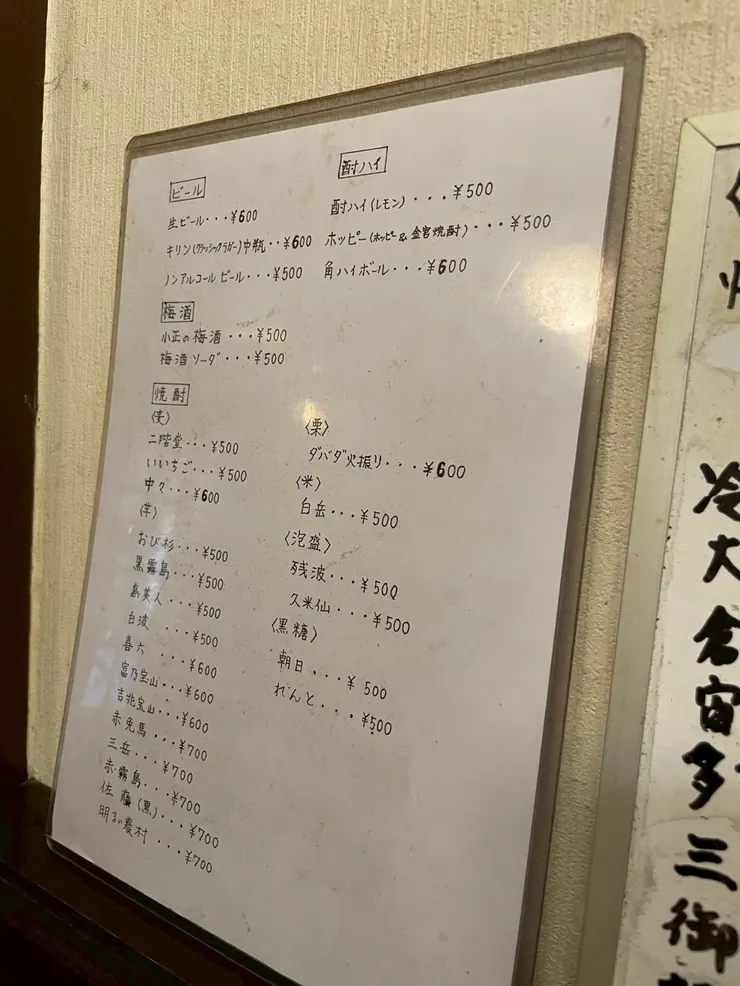 ビール
生ビール・・・¥600
キリン(クラッシックラガー)中瓶・・¥600
ノンアルコールビール・・・¥500
酎ハイ
酎ハイ(レモン)・・・¥500
ホッピー(ホッピー&金宮焼酎)・・・¥500
角ハイボール・・・¥600
梅酒
小正の梅酒・・・¥500
梅酒ソーダ・・・¥500
焼酎
〈麦〉
二階堂・・・¥500
いいちご・・・¥500
中々・・・¥600
〈芋〉
おび杉・・・¥500
黒霧島・・・¥500
島美人・・・¥500
白波・・・¥500
喜六・・・¥600
富乃宝山・・・¥600
吉兆宝山・・・¥600
赤兎馬・・・¥700
三岳・・・¥700
赤霧島・・・¥700
佐藤(黒)・・・¥700
明るい農村・・・¥700
〈栗〉
ダバダ火振り・・・¥600
〈米〉
白岳・・・¥500
〈泡盛〉
残波・・・¥500
久米仙・・・¥500
〈黒糖〉
朝日・・・¥500
れんと・・・¥500
冷
大
倉
宙
多
三
御